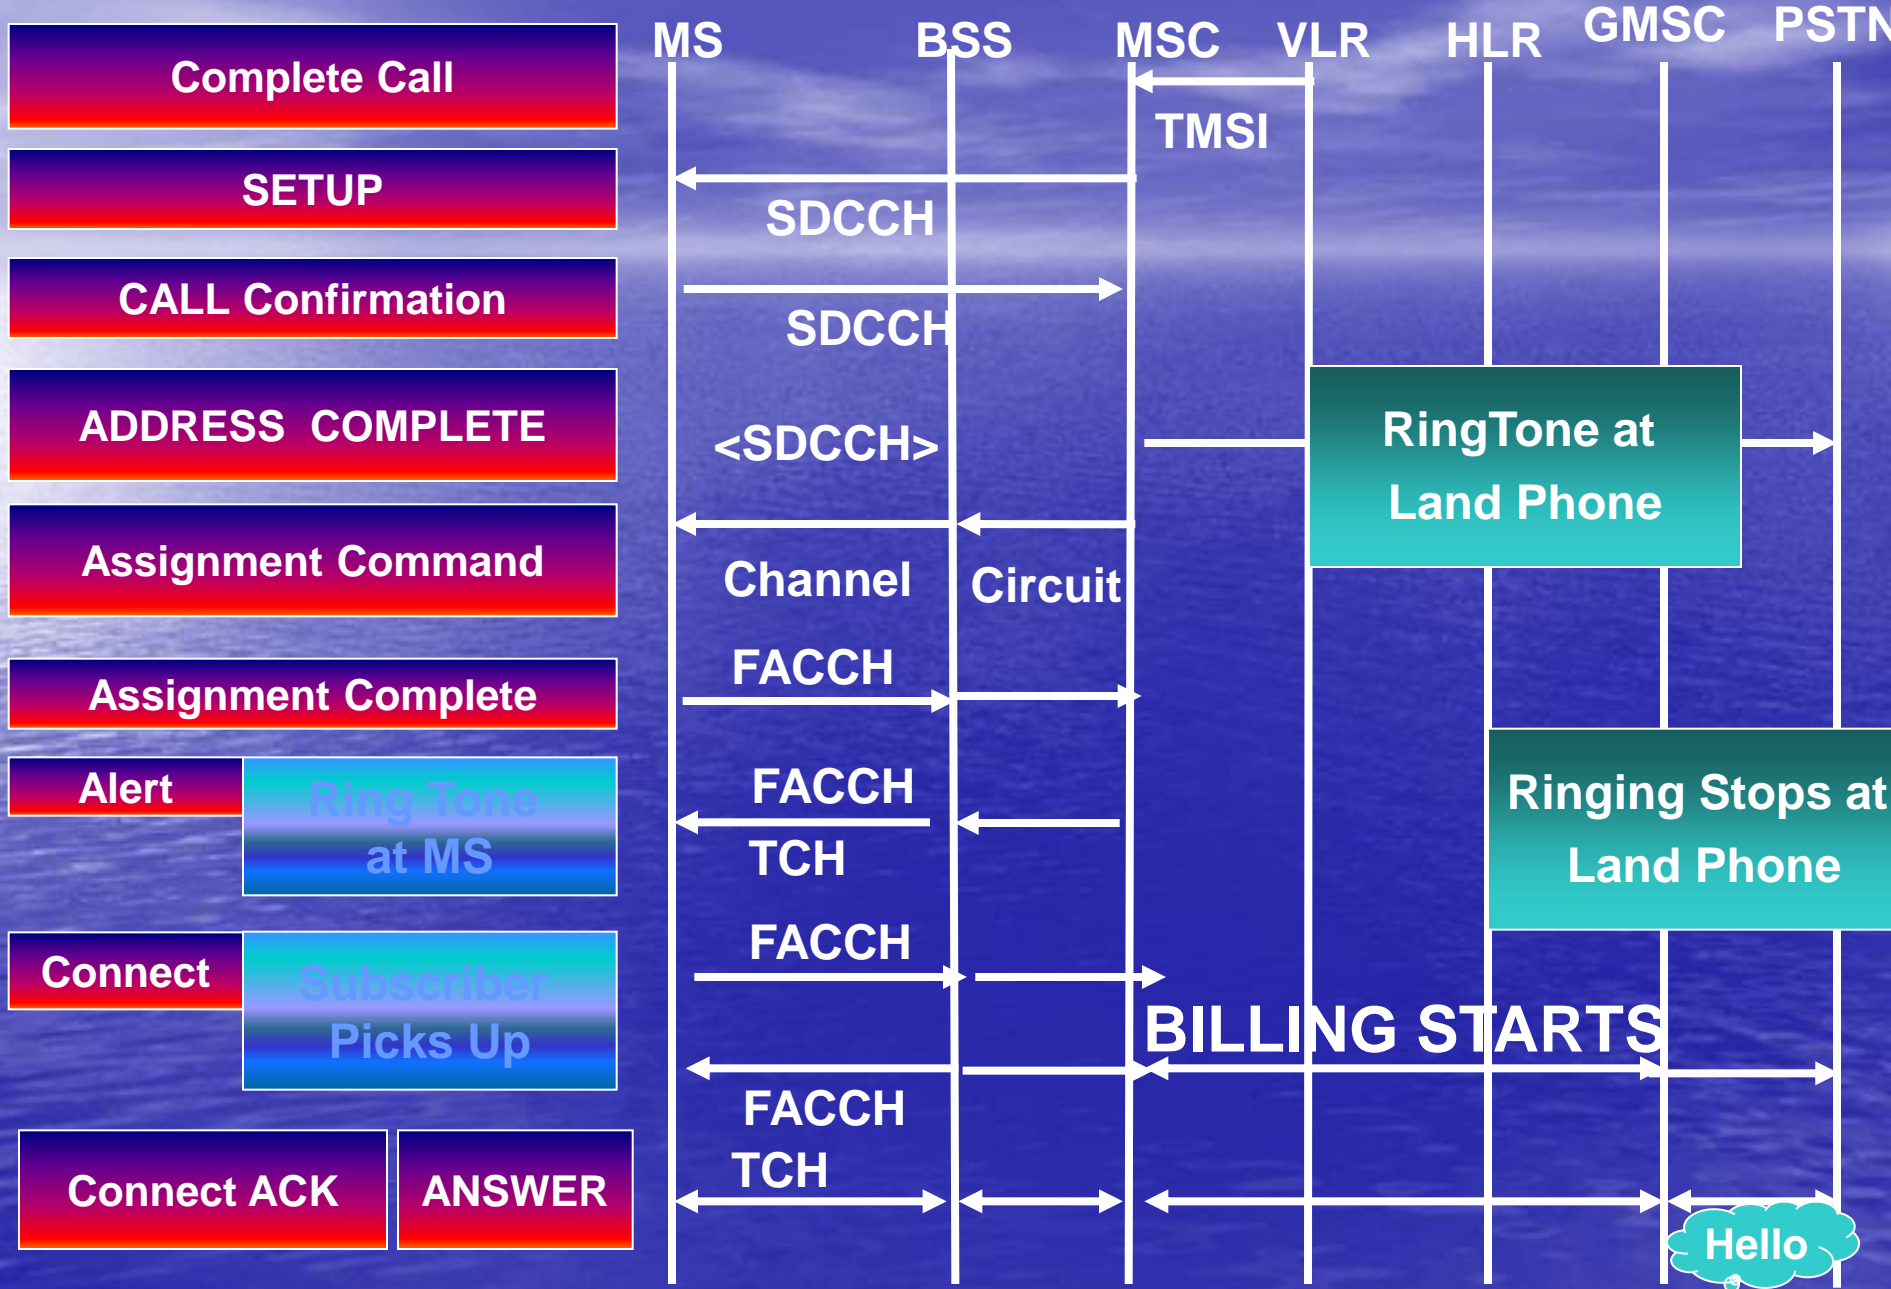 MS BSS MSC VLR HLR GMSC PSTN
Complete Call
TMSI
SETUP
SDCCH
CALL Confirmation
SDCCH
ADDRESS COMPLETE
<SDCCH>
RingTone at
Land Phone
Assignment Command
Channel Circuit
Assignment Complete
FACCH
Alert
Ring Tone
at MS
FACCH
TCH
Ringing Stops at
Land Phone
Connect
Subscriber
Picks Up
FACCH
BILLING STARTS
FACCH
TCH
Connect ACK
ANSWER
Hello